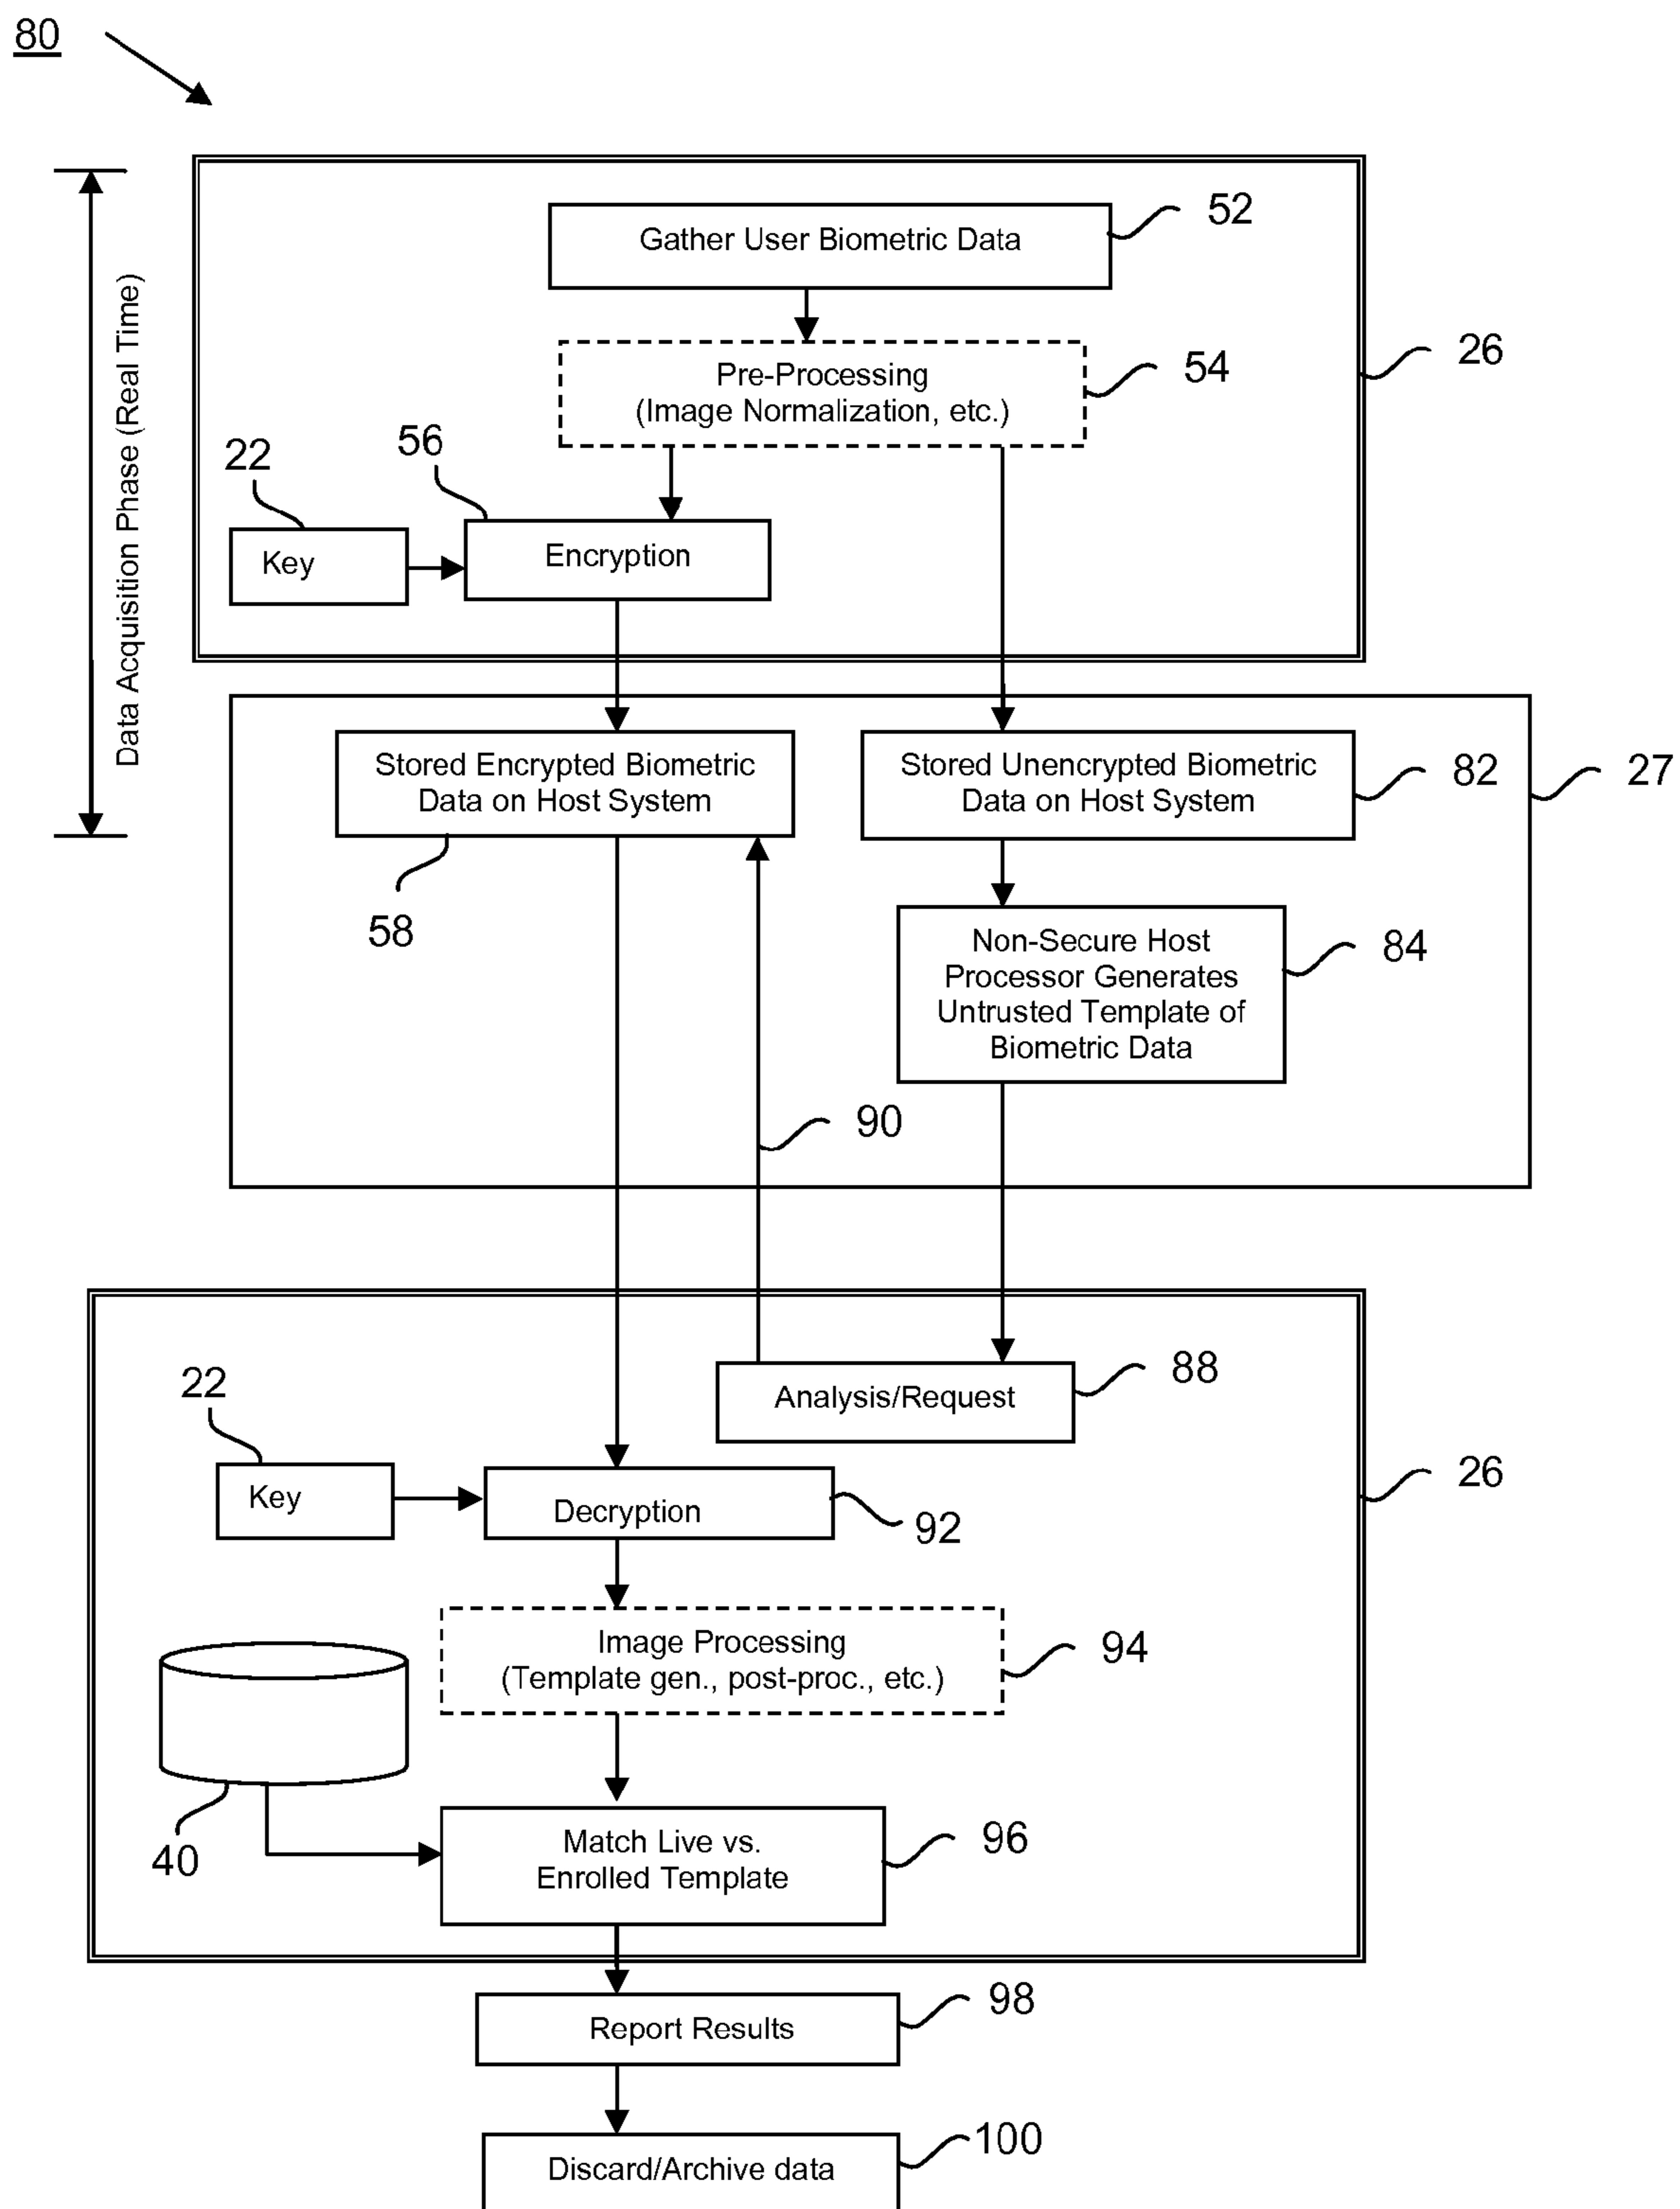 80
Gather User Biometric Data
52
26
Pre-Processing
(Image Normalization, etc.)
54
Data Acquisition Phase (Real Time)
22
56
Key
Encryption
Stored Encrypted Biometric
Data on Host System
58
Stored Unencrypted Biometric
Data on Host System
82
27
Non-Secure Host
Processor Generates
Untrusted Template of
Biometric Data
84
90
Analysis/Request
88
22
Key
Decryption
92
26
Image Processing
(Template gen., post-proc., etc.)
94
40
Match Live vs.
Enrolled Template
96
Report Results
98
Discard/Archive data
100